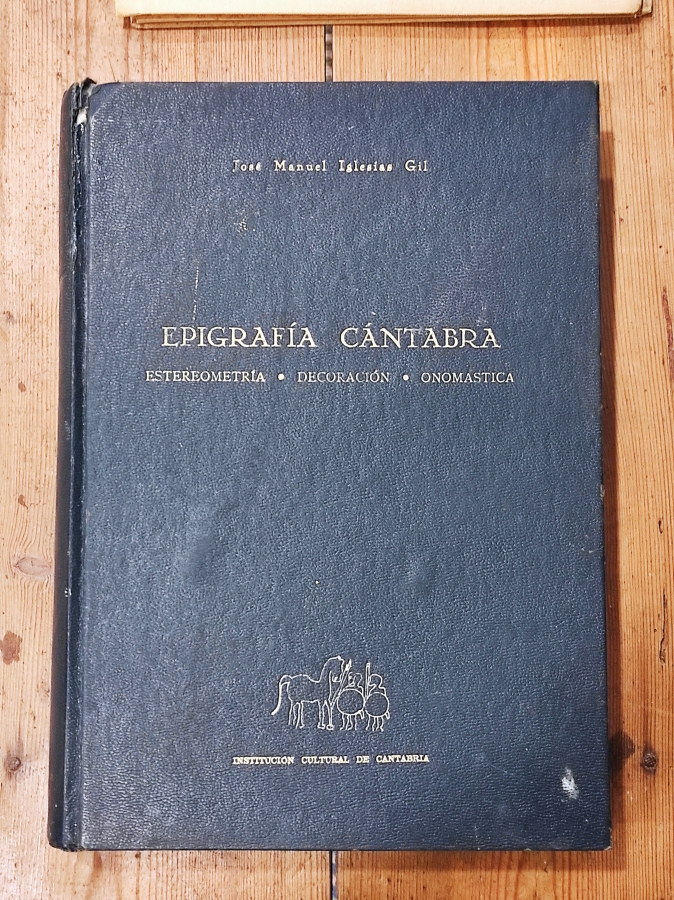 José Manuel Iglesias Gil
EPIGRAFÍA CÁNTABRA
ESTEREOMETRÍA • DECORACIÓN • ONOMÁSTICA
INSTITUCIÓN CULTURAL DE CANTABRIA